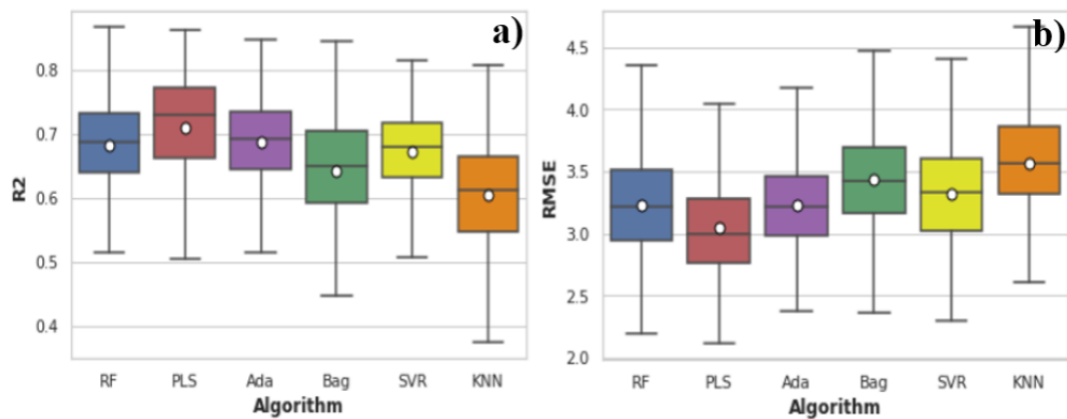 a)
R2
0.8
0.7
0.6
0.5
0.4
RF PLS Ada Bag SVR KNN
Algorithm
b)
RMSE
4.5
4.0
3.5
3.0
2.5
2.0
RF PLS Ada Bag SVR KNN
Algorithm